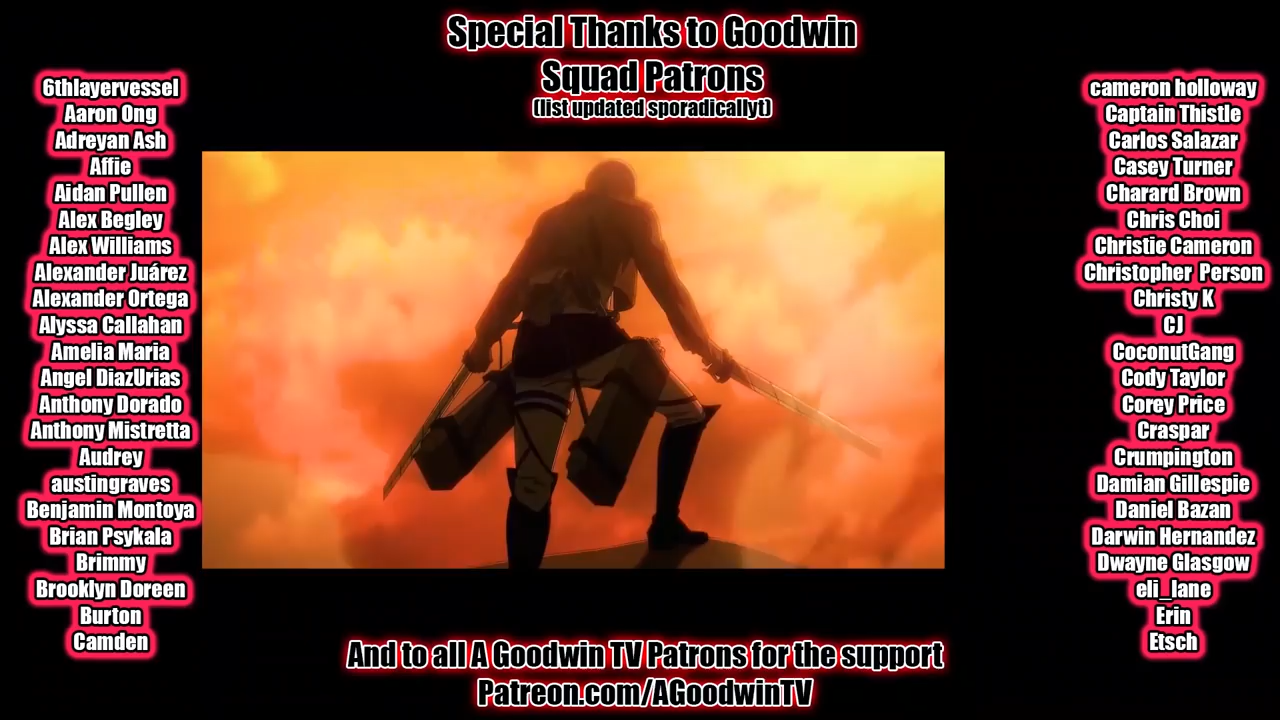 Special Thanks to Goodwin
Squad Patrons
(list updated sporadicallyt)
6thlayervessel
Aaron Ong
Adreyan Ash
Affie
Aidan Pullen
Alex Begley
Alex Williams
Alexander Juárez
Alexander Ortega
Alyssa Callahan
Amelia Maria
Angel DiazUrias
Anthony Dorado
Anthony Mistretta
Audrey
austingraves
Benjamin Montoya
Brian Psykala
Brimmy
Brooklyn Doreen
Burton
Camden
cameron holloway
Captain Thistle
Carlos Salazar
Casey Turner
Charard Brown
Chris Choi
Christie Cameron
Christopher  Person
Christy K
CJ
CoconutGang
Cody Taylor
Corey Price
Craspar
Crumpington
Damian Gillespie
Daniel Bazan
Darwin Hernandez
Dwayne Glasgow
eli_lane
Erin
Etsch
And to all A Goodwin TV Patrons for the support
Patreon.com/AGoodwinTV